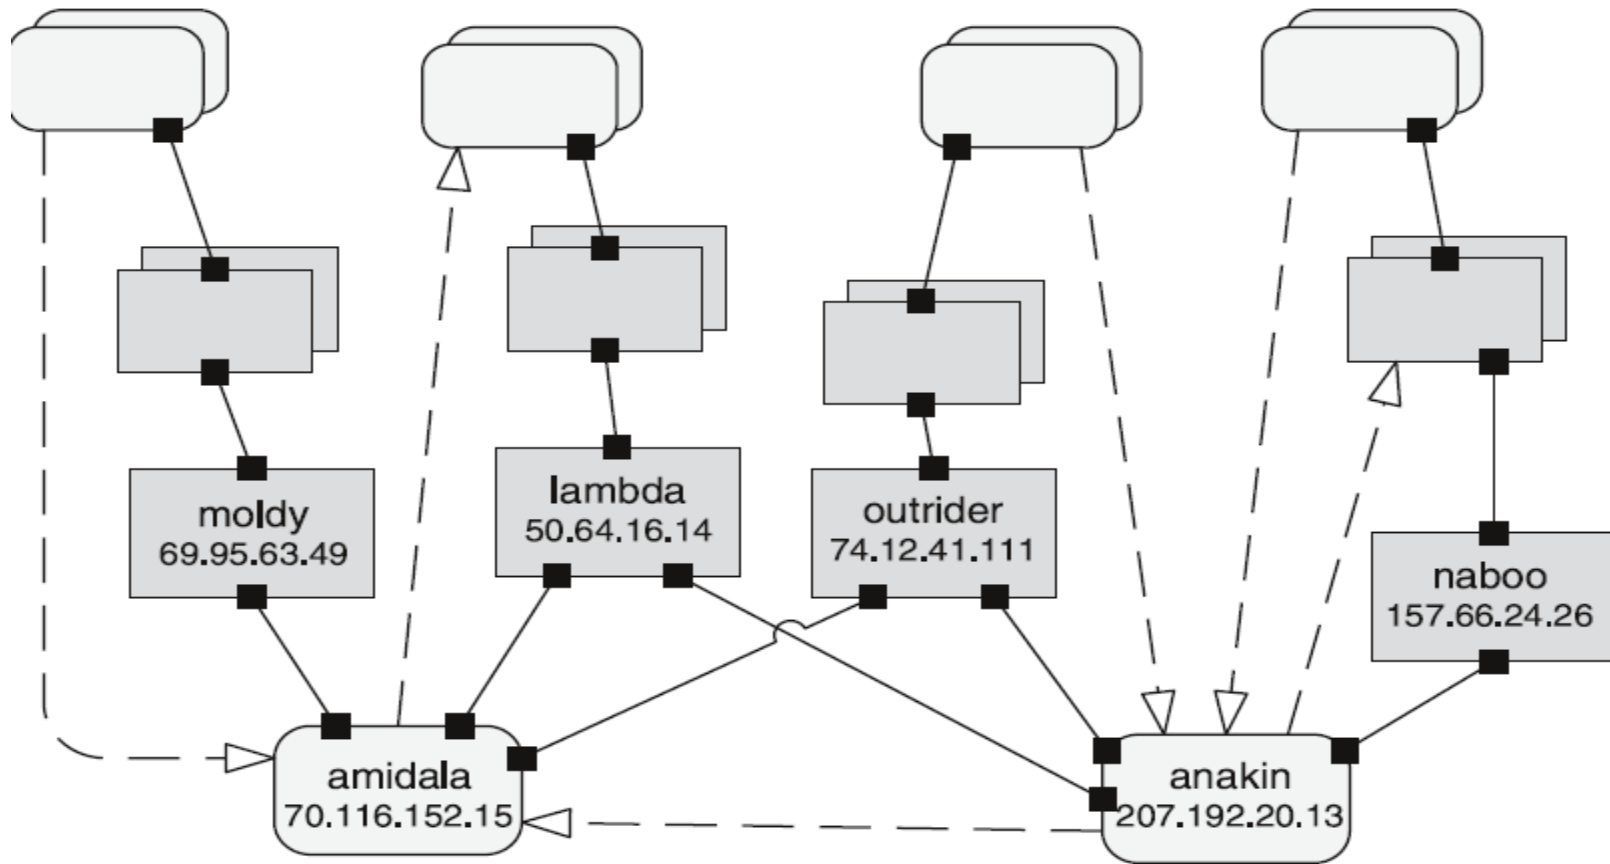 lambda
50.64.16.14
moldy
69.95.63.49
outrider
74.12.41.111
naboo
157.66.24.26
amidala
70.116.152.15
anakin
207.192.20.13